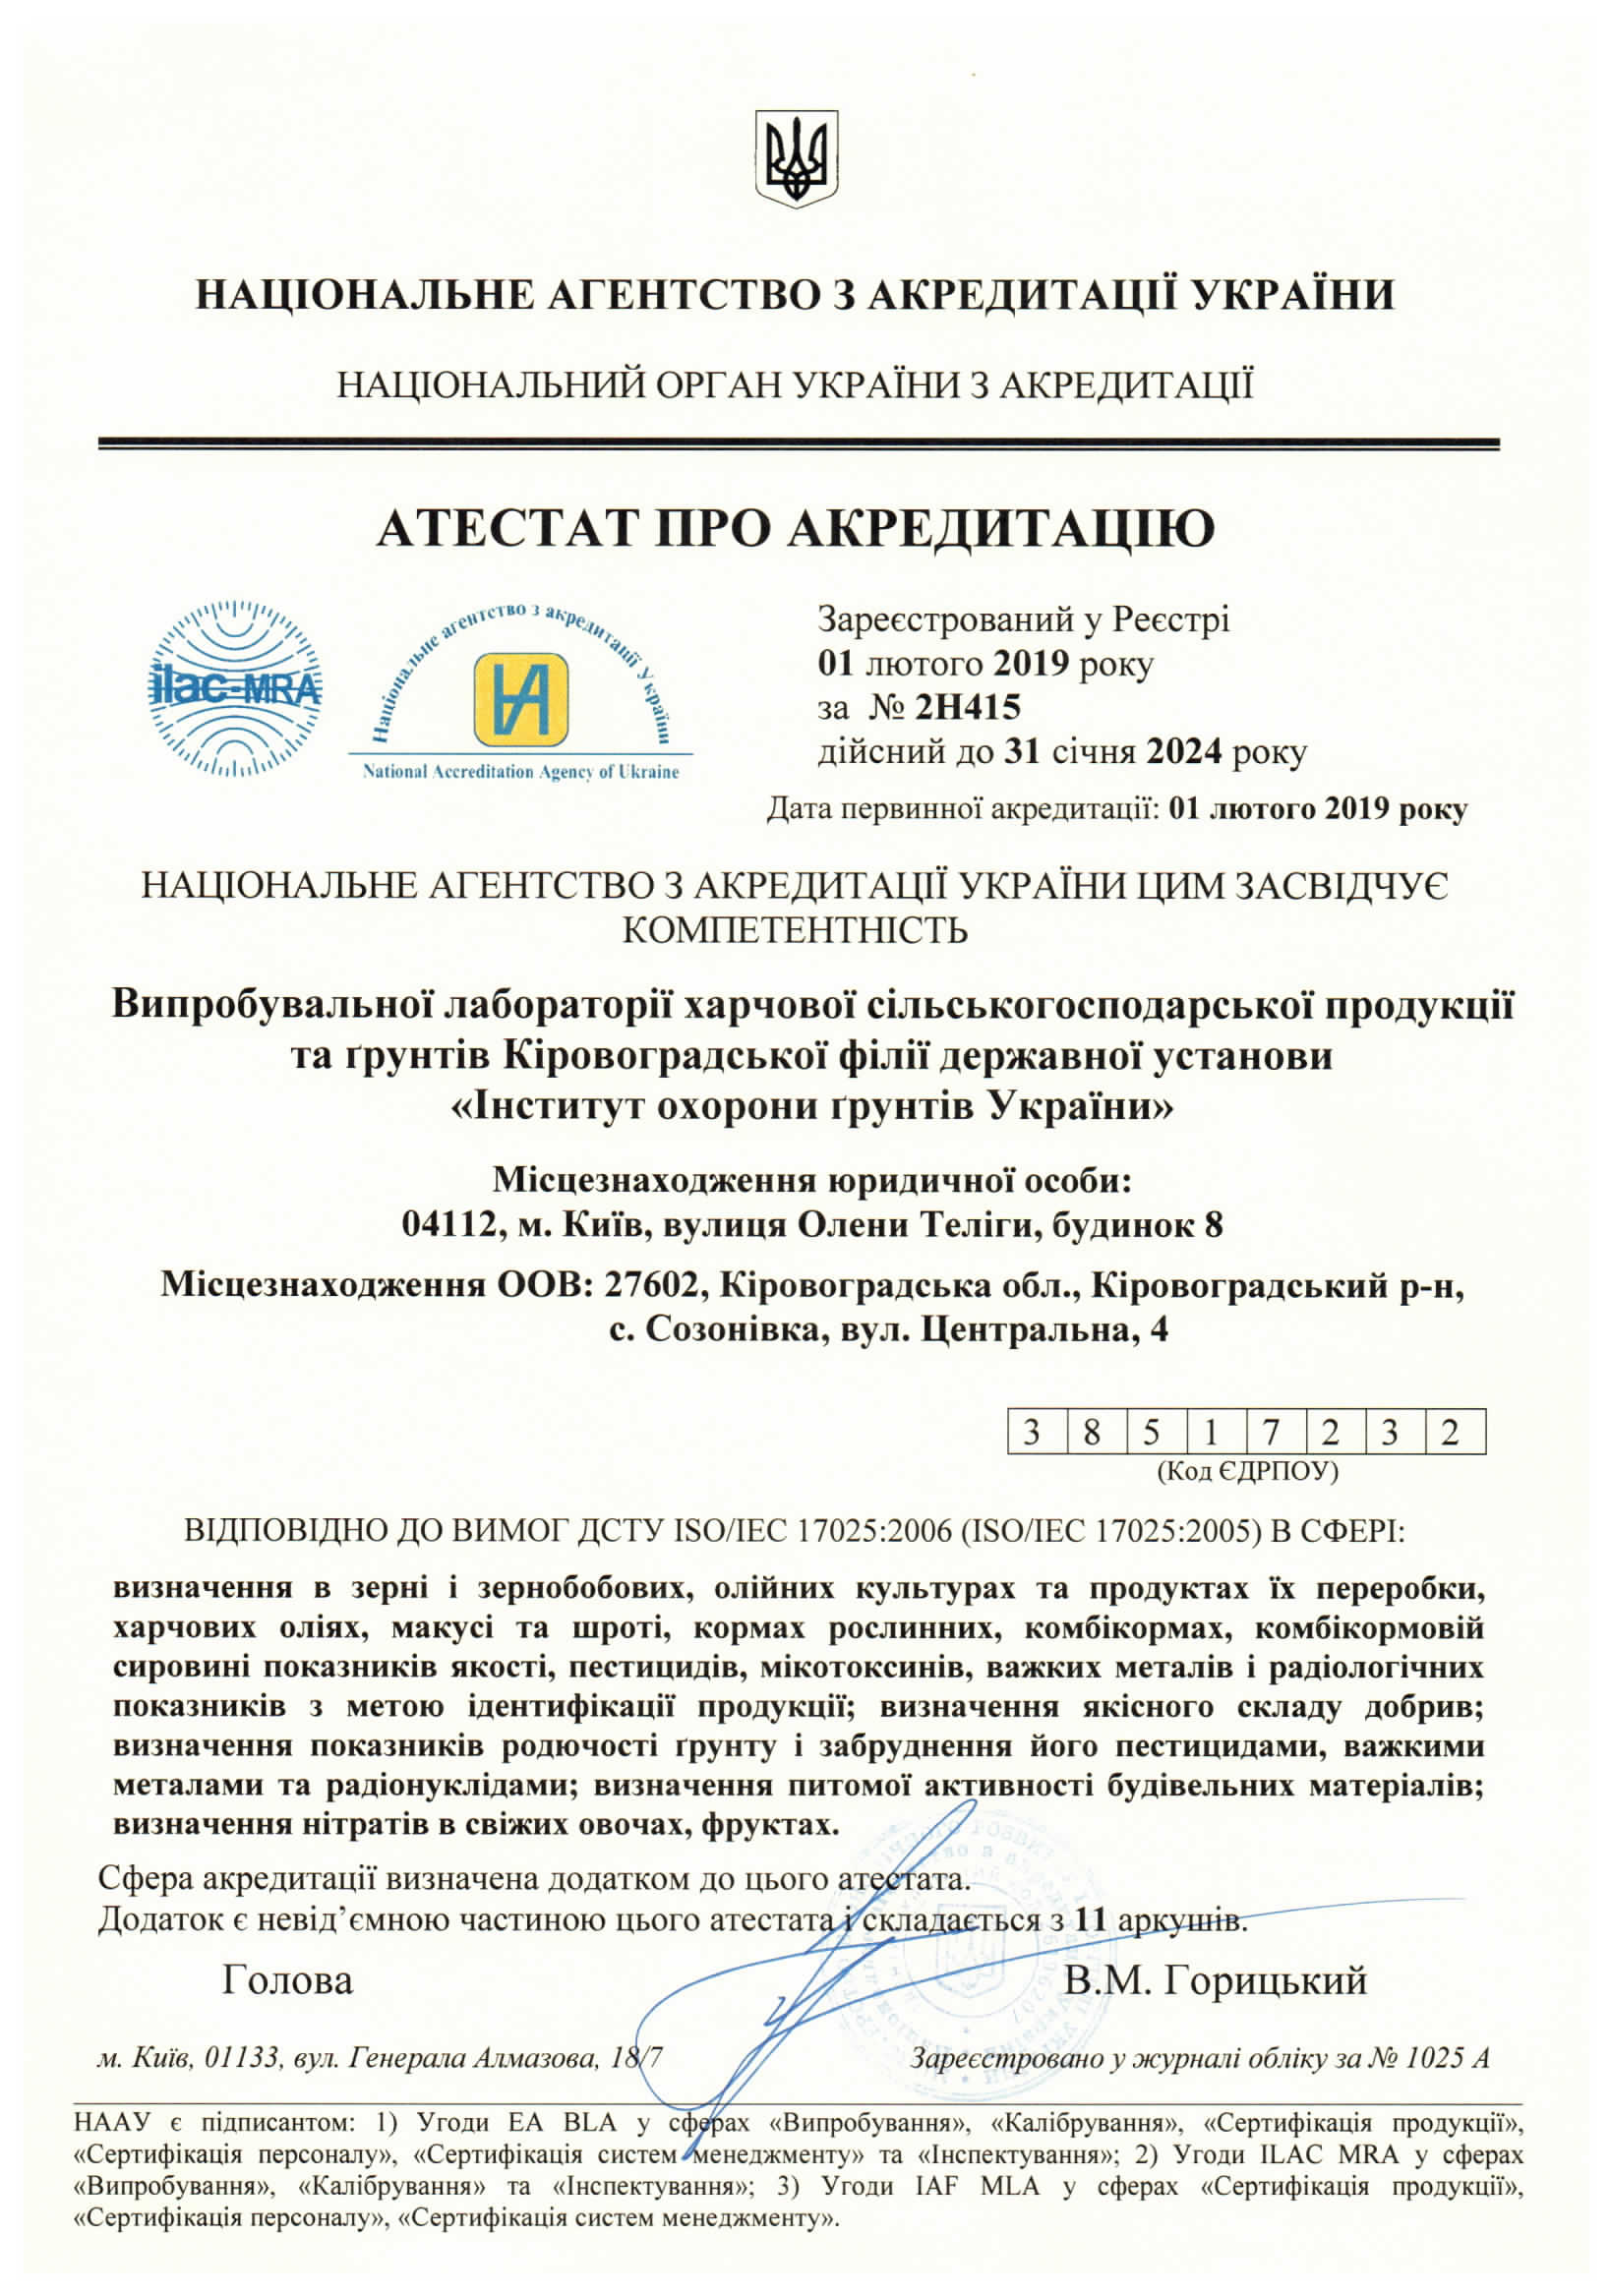 НАЦІОНАЛЬНЕ АГЕНТСТВО З АКРЕДИТАЦІЇ УКРАЇНИ
НАЦІОНАЛЬНИЙ ОРГАН УКРАЇНИ З АКРЕДИТАЦІЇ
АТЕСТАТ ПРО АКРЕДИТАЦІЮ
ilac-MRA
Національне агентство з акредитації України
National Accreditation Agency of Ukraine
Зареєстрований у Реєстрі
01 лютого 2019 року
за № 2Н415
дійсний до 31 січня 2024 року
Дата первинної акредитації: 01 лютого 2019 року
НАЦІОНАЛЬНЕ АГЕНТСТВО З АКРЕДИТАЦІЇ УКРАЇНИ ЦИМ ЗАСВІДЧУЄ
КОМПЕТЕНТНІСТЬ
Випробувальної лабораторії харчової сільськогосподарської продукції
та ґрунтів Кіровоградської філії державної установи
«Інститут охорони ґрунтів України»
Місцезнаходження юридичної особи:
04112, м. Київ, вулиця Олени Теліги, будинок 8
Місцезнаходження ООВ: 27602, Кіровоградська обл., Кіровоградський р-н,
с. Созонівка, вул. Центральна, 4
3 8 5 1 7 2 3 2
(Код ЄДРПОУ)
ВІДПОВІДНО ДО ВИМОГ ДСТУ ISO/IEC 17025:2006 (ISO/IEC 17025:2005) В СФЕРІ:
визначення в зерні і зернобобових, олійних культурах та продуктах їх переробки,
харчових оліях, макусі та шроті, кормах рослинних, комбікормах, комбікормовій
сировині показників якості, пестицидів, мікотоксинів, важких металів і радіологічних
показників з метою ідентифікації продукції; визначення якісного складу добрив;
визначення показників родючості ґрунту і забруднення його пестицидами, важкими
металами та радіонуклідами; визначення питомої активності будівельних матеріалів;
визначення нітратів в свіжих овочах, фруктах.
Сфера акредитації визначена додатком до цього атестата.
Додаток є невід’ємною частиною цього атестата і складається з 11 аркушів.
Голова В.М. Горицький
м. Київ, 01133, вул. Генерала Алмазова, 18/7 Зареєстровано у журналі обліку за № 1025 А
НААУ є підписантом: 1) Угоди EA BLA у сферах «Випробування», «Калібрування», «Сертифікація продукції»,
«Сертифікація персоналу», «Сертифікація систем менеджменту» та «Інспектування»; 2) Угоди ILAC MRA у сферах
«Випробування», «Калібрування» та «Інспектування»; 3) Угоди IAF MLA у сферах «Сертифікація продукції»,
«Сертифікація персоналу», «Сертифікація систем менеджменту».